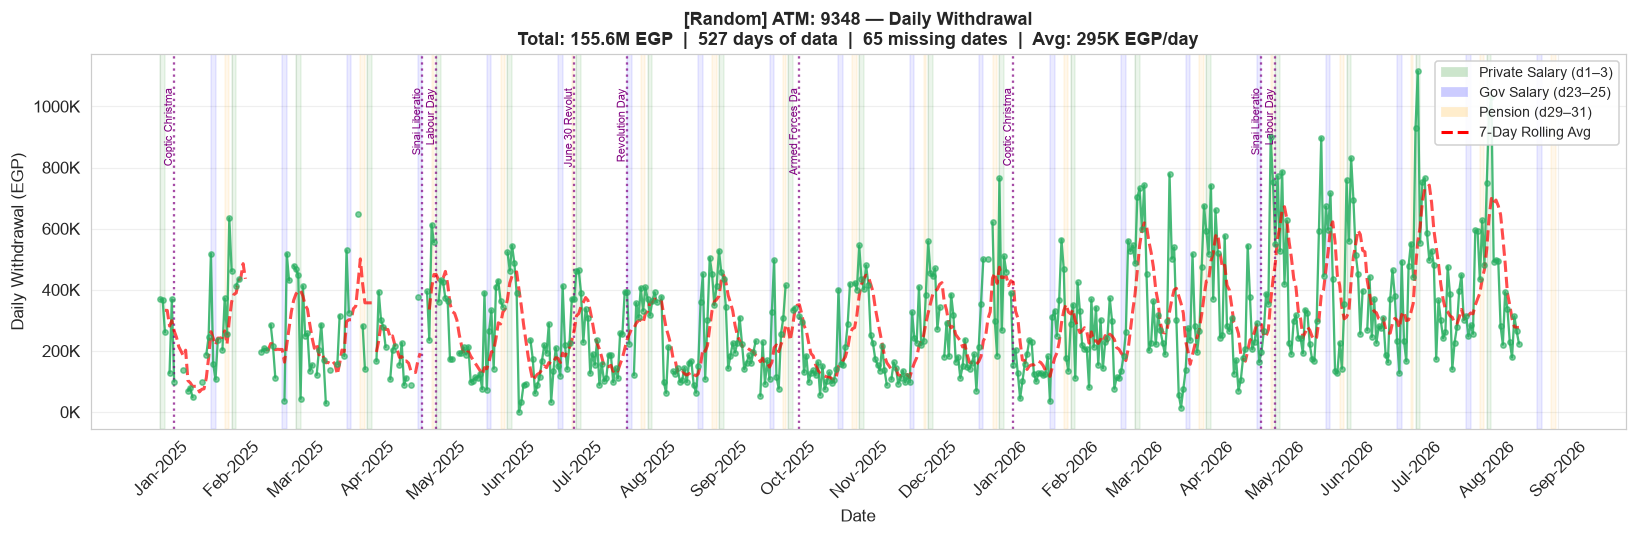 [Random] ATM: 9348 — Daily Withdrawal
Total: 155.6M EGP | 527 days of data | 65 missing dates | Avg: 295K EGP/day
Private Salary (d1–3)
Gov Salary (d23–25)
Pension (d29–31)
7-Day Rolling Avg
Daily Withdrawal (EGP)
1000K
800K
600K
400K
200K
0K
Coptic Christma
Sinai Liberatio
Labour Day
June 30 Revolut
Revolution Day
Armed Forces Da
Coptic Christma
Sinai Liberatio
Labour Day
Jan-2025
Feb-2025
Mar-2025
Apr-2025
May-2025
Jun-2025
Jul-2025
Aug-2025
Sep-2025
Oct-2025
Nov-2025
Dec-2025
Jan-2026
Feb-2026
Mar-2026
Apr-2026
May-2026
Jun-2026
Jul-2026
Aug-2026
Sep-2026
Date